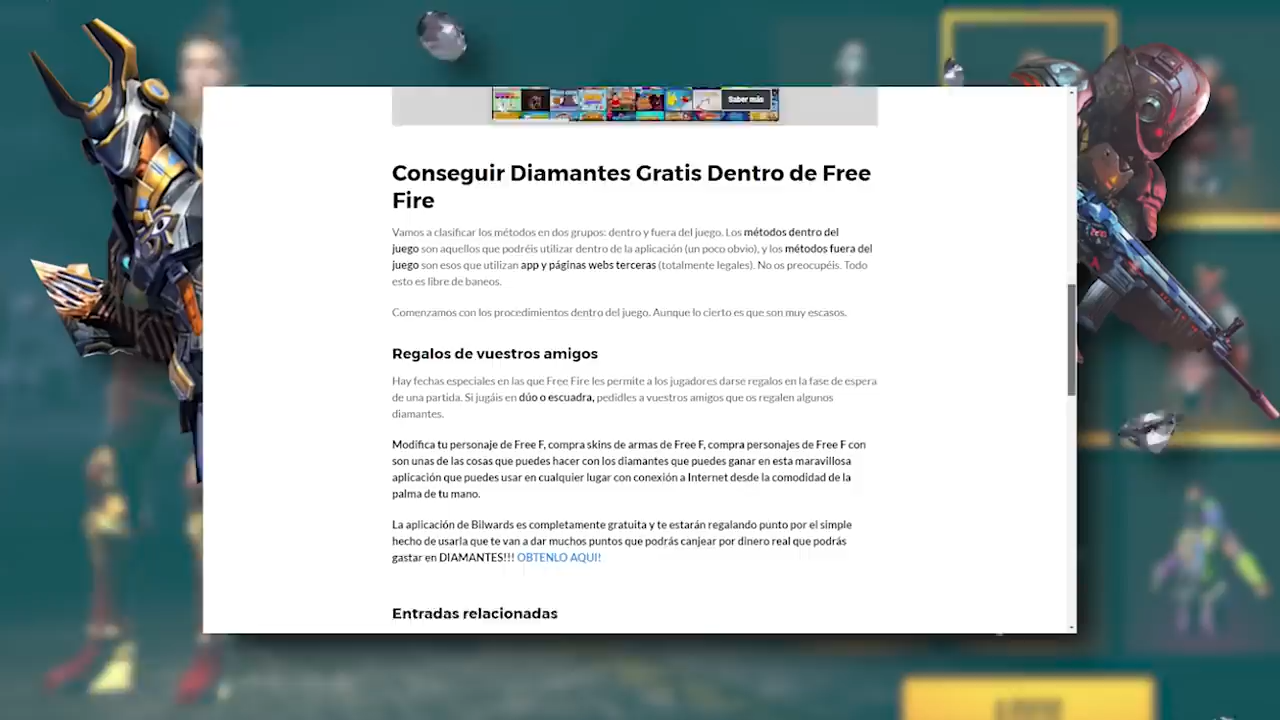 Saber más
Conseguir Diamantes Gratis Dentro de Free
Fire
Vamos a clasificar los métodos en dos grupos: dentro y fuera del juego. Los métodos dentro del
juego son aquellos que podréis utilizar dentro de la aplicación (un poco obvio), y los métodos fuera del
juego son esos que utilizan app y páginas webs terceras (totalmente legales). No os preocupéis. Todo
esto es libre de baneos.
Comenzamos con los procedimientos dentro del juego. Aunque lo cierto es que son muy escasos.
Regalos de vuestros amigos
Hay fechas especiales en las que Free Fire les permite a los jugadores darse regalos en la fase de espera
de una partida. Si jugáis en dúo o escuadra, pedidles a vuestros amigos que os regalen algunos
diamantes.
Modifica tu personaje de Free F, compra skins de armas de Free F, compra personajes de Free F con
son unas de las cosas que puedes hacer con los diamantes que puedes ganar en esta maravillosa
aplicación que puedes usar en cualquier lugar con conexión a Internet desde la comodidad de la
palma de tu mano.
La aplicación de Bilwards es completamente gratuita y te estarán regalando punto por el simple
hecho de usarla que te van a dar muchos puntos que podrás canjear por dinero real que podrás
gastar en DIAMANTES!!! OBTENLO AQUI!
Entradas relacionadas